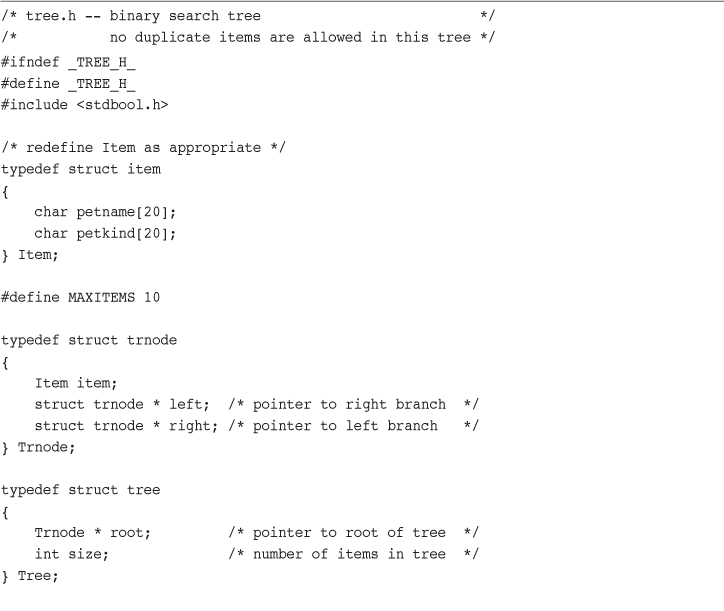 /* tree.h -- binary search tree                           */
/*           no duplicate items are allowed in this tree */
#ifndef _TREE_H_
#define _TREE_H_
#include <stdbool.h>

/* redefine Item as appropriate */
typedef struct item
{
    char petname[20];
    char petkind[20];
} Item;

#define MAXITEMS 10

typedef struct trnode
{
    Item item;
    struct trnode * left;  /* pointer to right branch  */
    struct trnode * right; /* pointer to left branch   */
} Trnode;

typedef struct tree
{
    Trnode * root;         /* pointer to root of tree  */
    int size;              /* number of items in tree  */
} Tree;